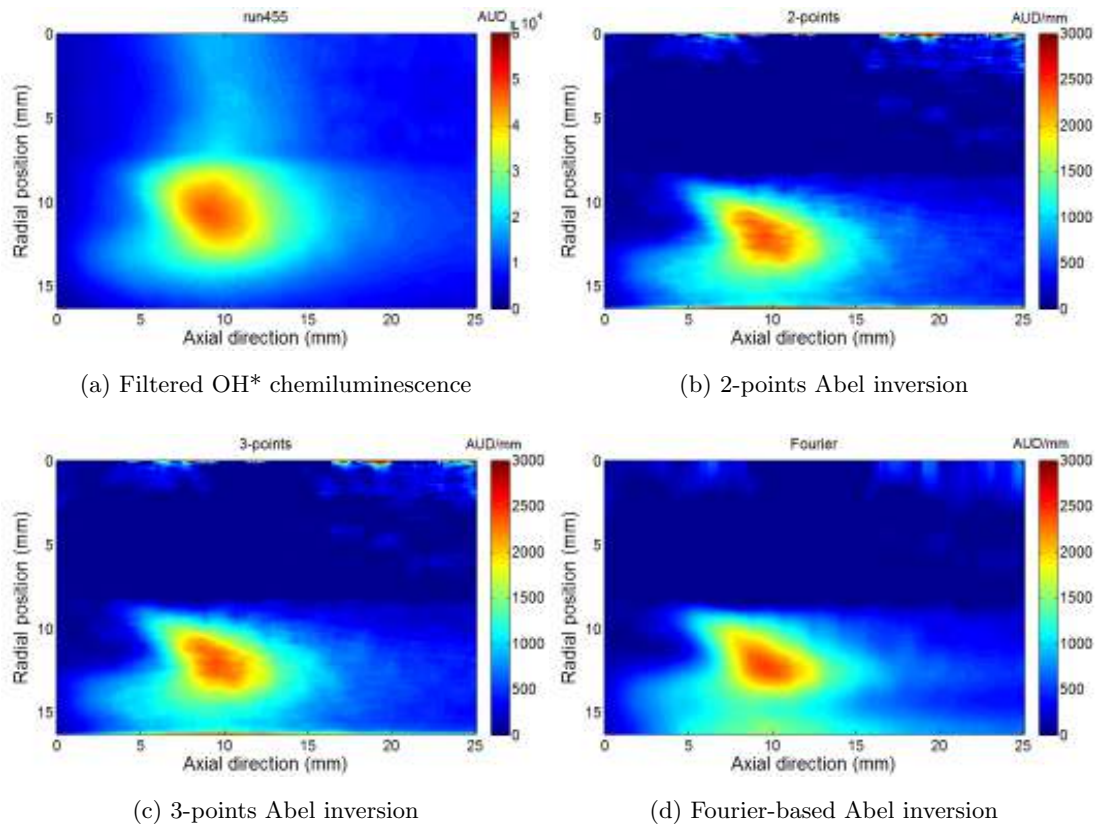 run455
AUD x 10^4
0
5
10
15
Radial position (mm)
0 5 10 15 20 25
Axial direction (mm)
6
5
4
3
2
1
0
(a) Filtered OH* chemiluminescence
2-points
AUD/mm
0
5
10
15
Radial position (mm)
0 5 10 15 20 25
Axial direction (mm)
3000
2500
2000
1500
1000
500
0
(b) 2-points Abel inversion
3-points
AUD/mm
0
5
10
15
Radial position (mm)
0 5 10 15 20 25
Axial direction (mm)
3000
2500
2000
1500
1000
500
0
(c) 3-points Abel inversion
Fourier
AUD/mm
0
5
10
15
Radial position (mm)
0 5 10 15 20 25
Axial direction (mm)
3000
2500
2000
1500
1000
500
0
(d) Fourier-based Abel inversion